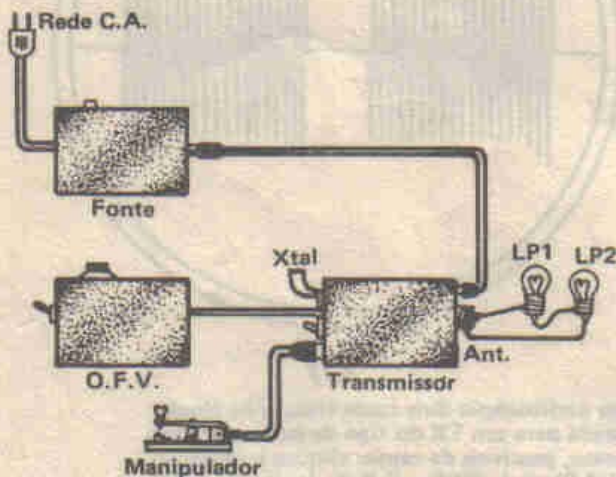 Rede C.A.
Fonte
Xtal
LP1 LP2
O.F.V.
Transmissor
Ant.
Manipulador